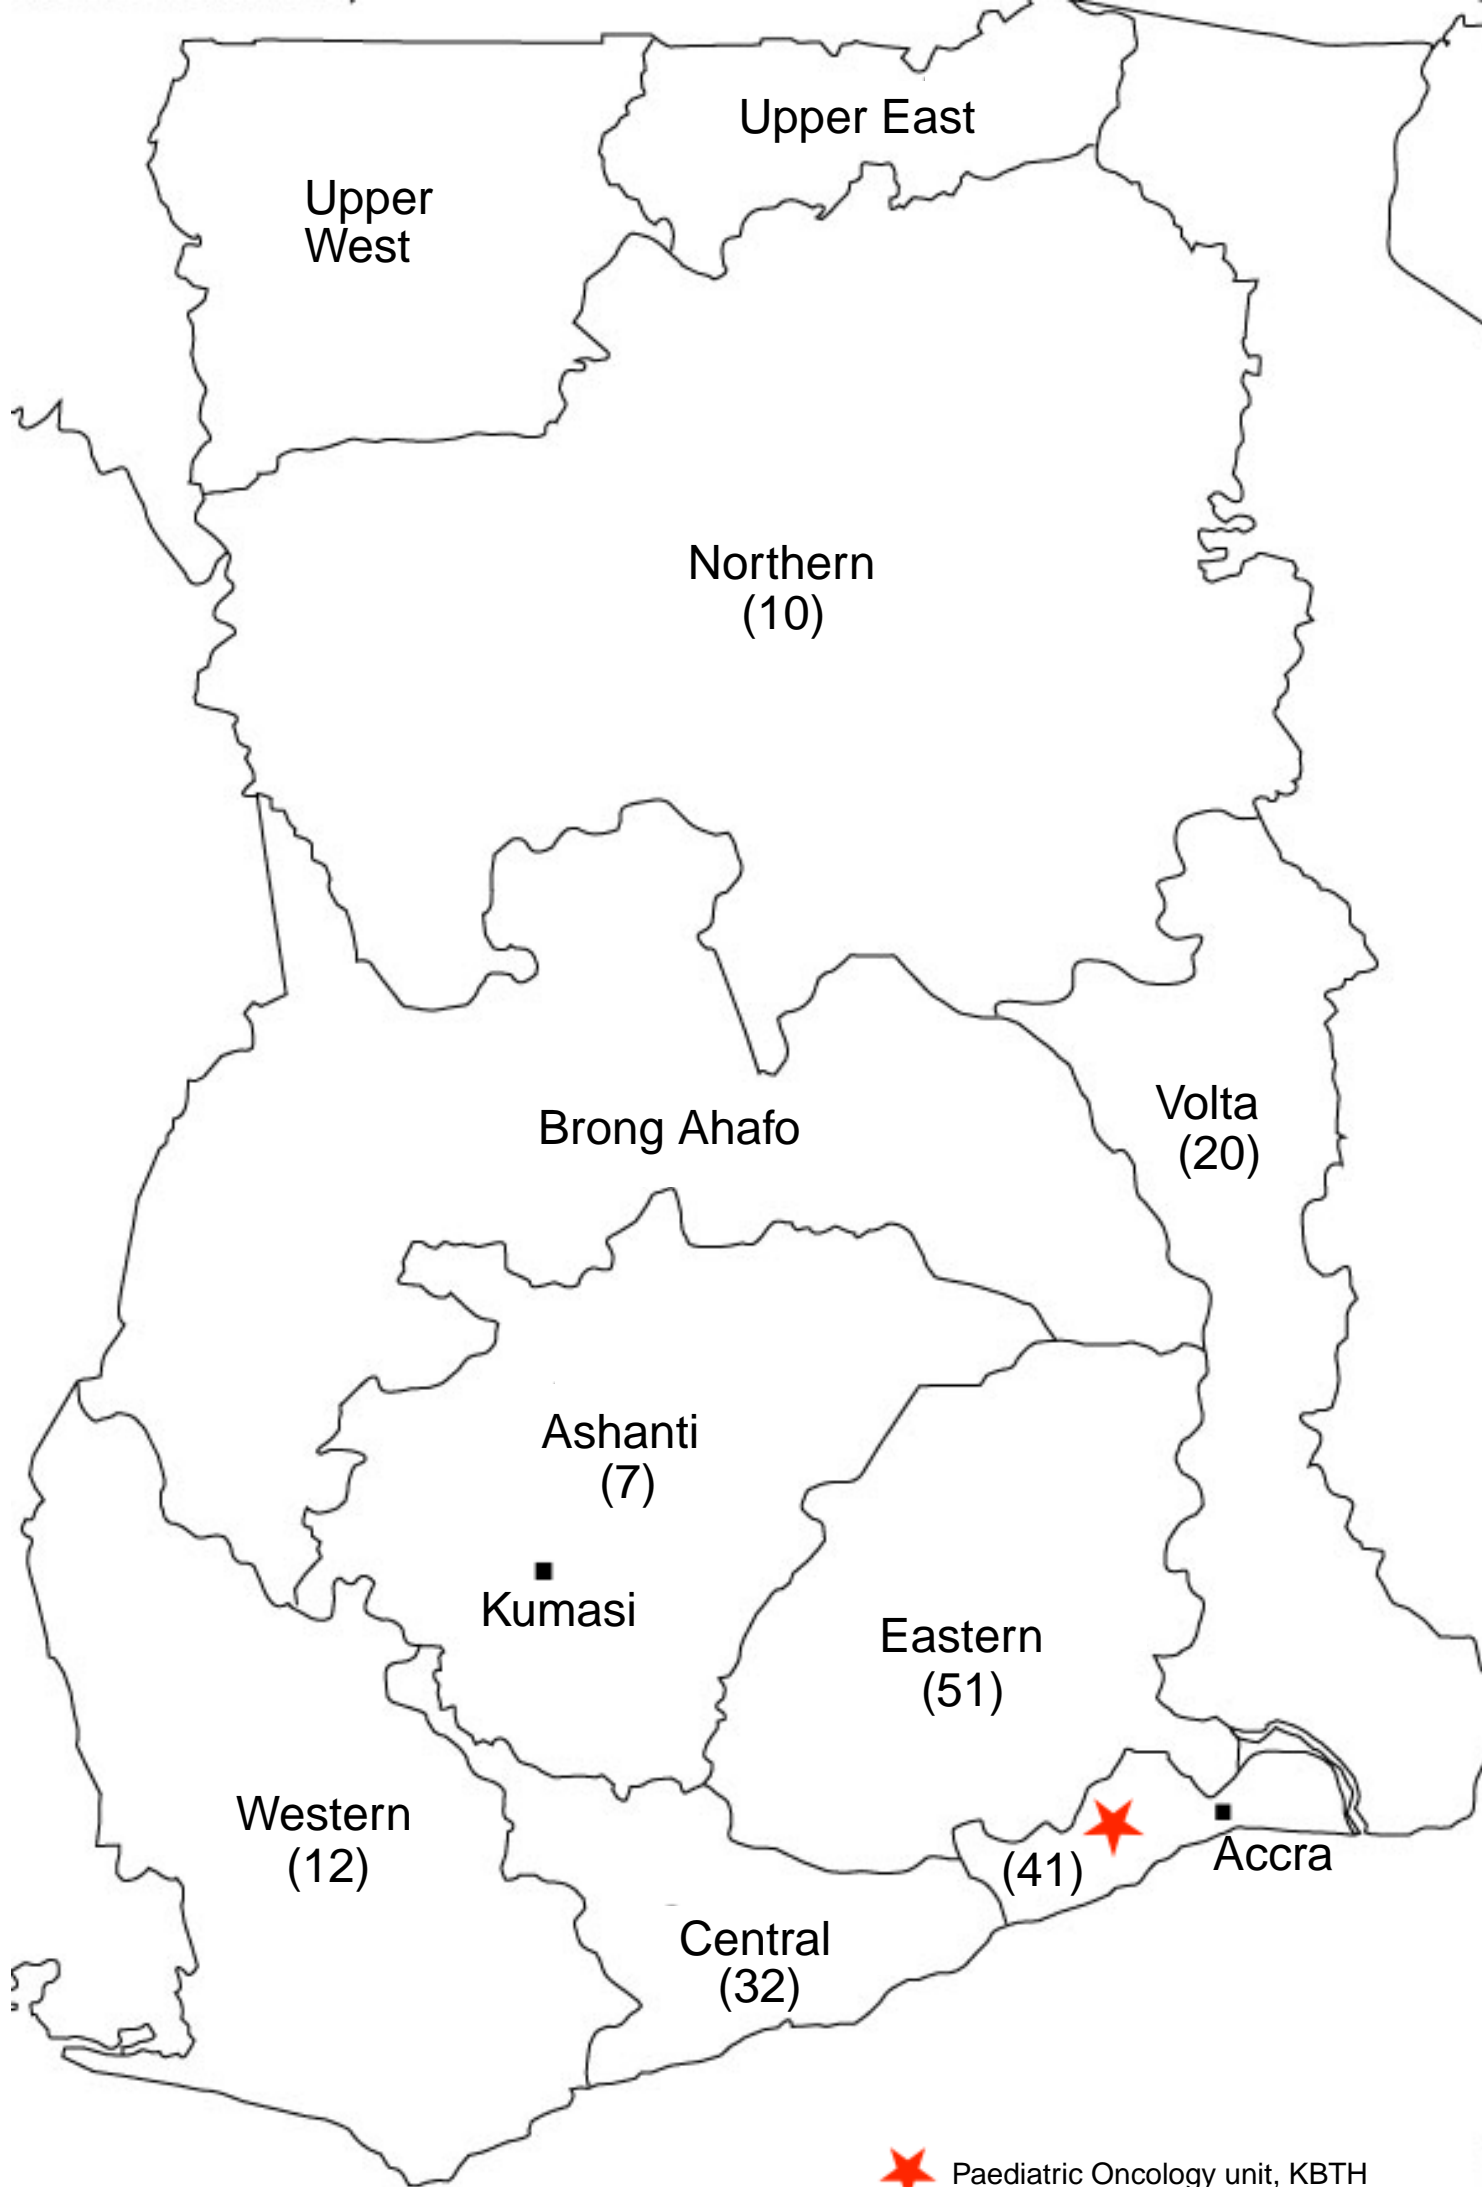 Upper East
Upper
West
Northern
(10)
Volta
(20)
Brong Ahafo
Ashanti
(7)
Kumasi
Eastern
(51)
Western
(12)
(41)
Accra
Central
(32)
Paediatric Oncology unit, KBTH